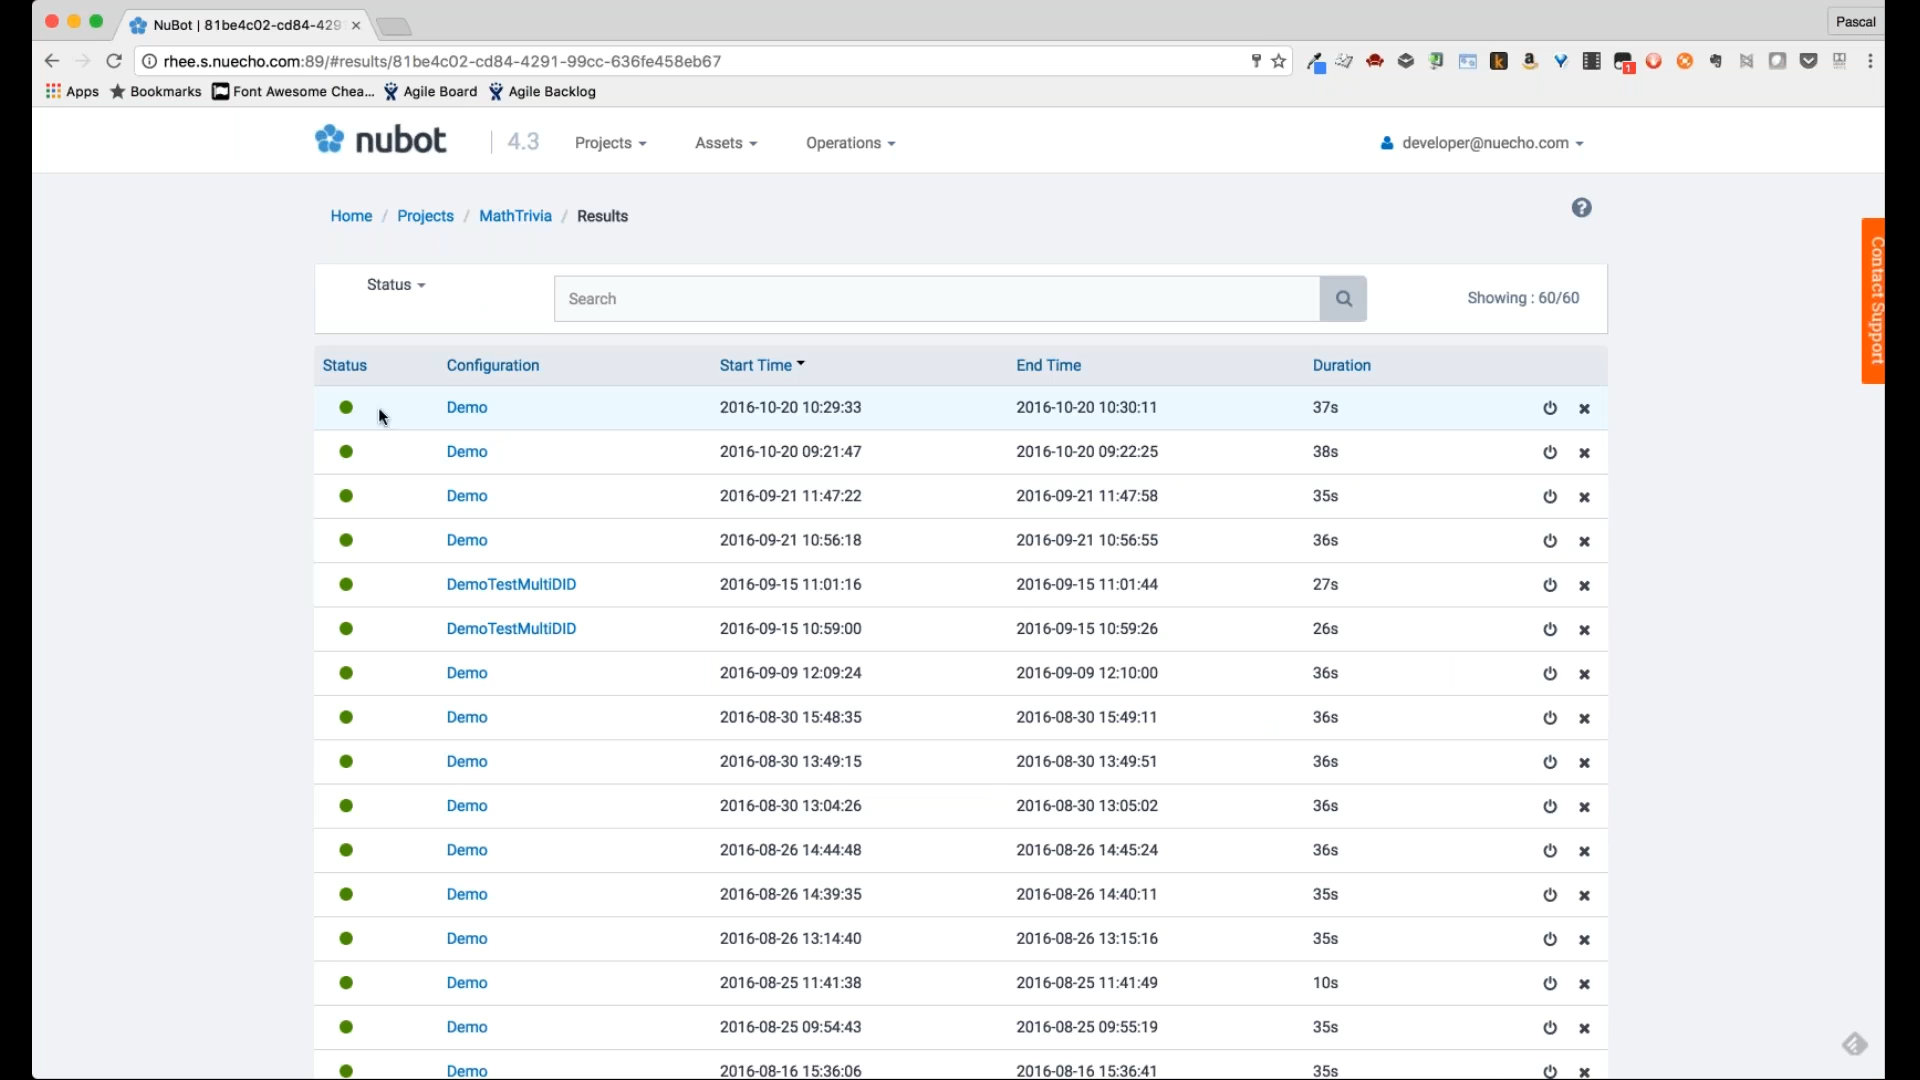 NuBot | 81be4c02-cd84-429
Pascal
rhee.s.nuecho.com:89/#results/81be4c02-cd84-4291-99cc-636fe458eb67
Apps Bookmarks Font Awesome Chea... Agile Board Agile Backlog
nubot | 4.3 Projects Assets Operations developer@nuecho.com
Home / Projects / MathTrivia / Results
Contact Support
Status Search Showing : 60/60
Status Configuration Start Time End Time Duration
Demo 2016-10-20 10:29:33 2016-10-20 10:30:11 37s
Demo 2016-10-20 09:21:47 2016-10-20 09:22:25 38s
Demo 2016-09-21 11:47:22 2016-09-21 11:47:58 35s
Demo 2016-09-21 10:56:18 2016-09-21 10:56:55 36s
DemoTestMultiDID 2016-09-15 11:01:16 2016-09-15 11:01:44 27s
DemoTestMultiDID 2016-09-15 10:59:00 2016-09-15 10:59:26 26s
Demo 2016-09-09 12:09:24 2016-09-09 12:10:00 36s
Demo 2016-08-30 15:48:35 2016-08-30 15:49:11 36s
Demo 2016-08-30 13:49:15 2016-08-30 13:49:51 36s
Demo 2016-08-30 13:04:26 2016-08-30 13:05:02 36s
Demo 2016-08-26 14:44:48 2016-08-26 14:45:24 36s
Demo 2016-08-26 14:39:35 2016-08-26 14:40:11 35s
Demo 2016-08-26 13:14:40 2016-08-26 13:15:16 35s
Demo 2016-08-25 11:41:38 2016-08-25 11:41:49 10s
Demo 2016-08-25 09:54:43 2016-08-25 09:55:19 35s
Demo 2016-08-16 15:36:06 2016-08-16 15:36:41 35s